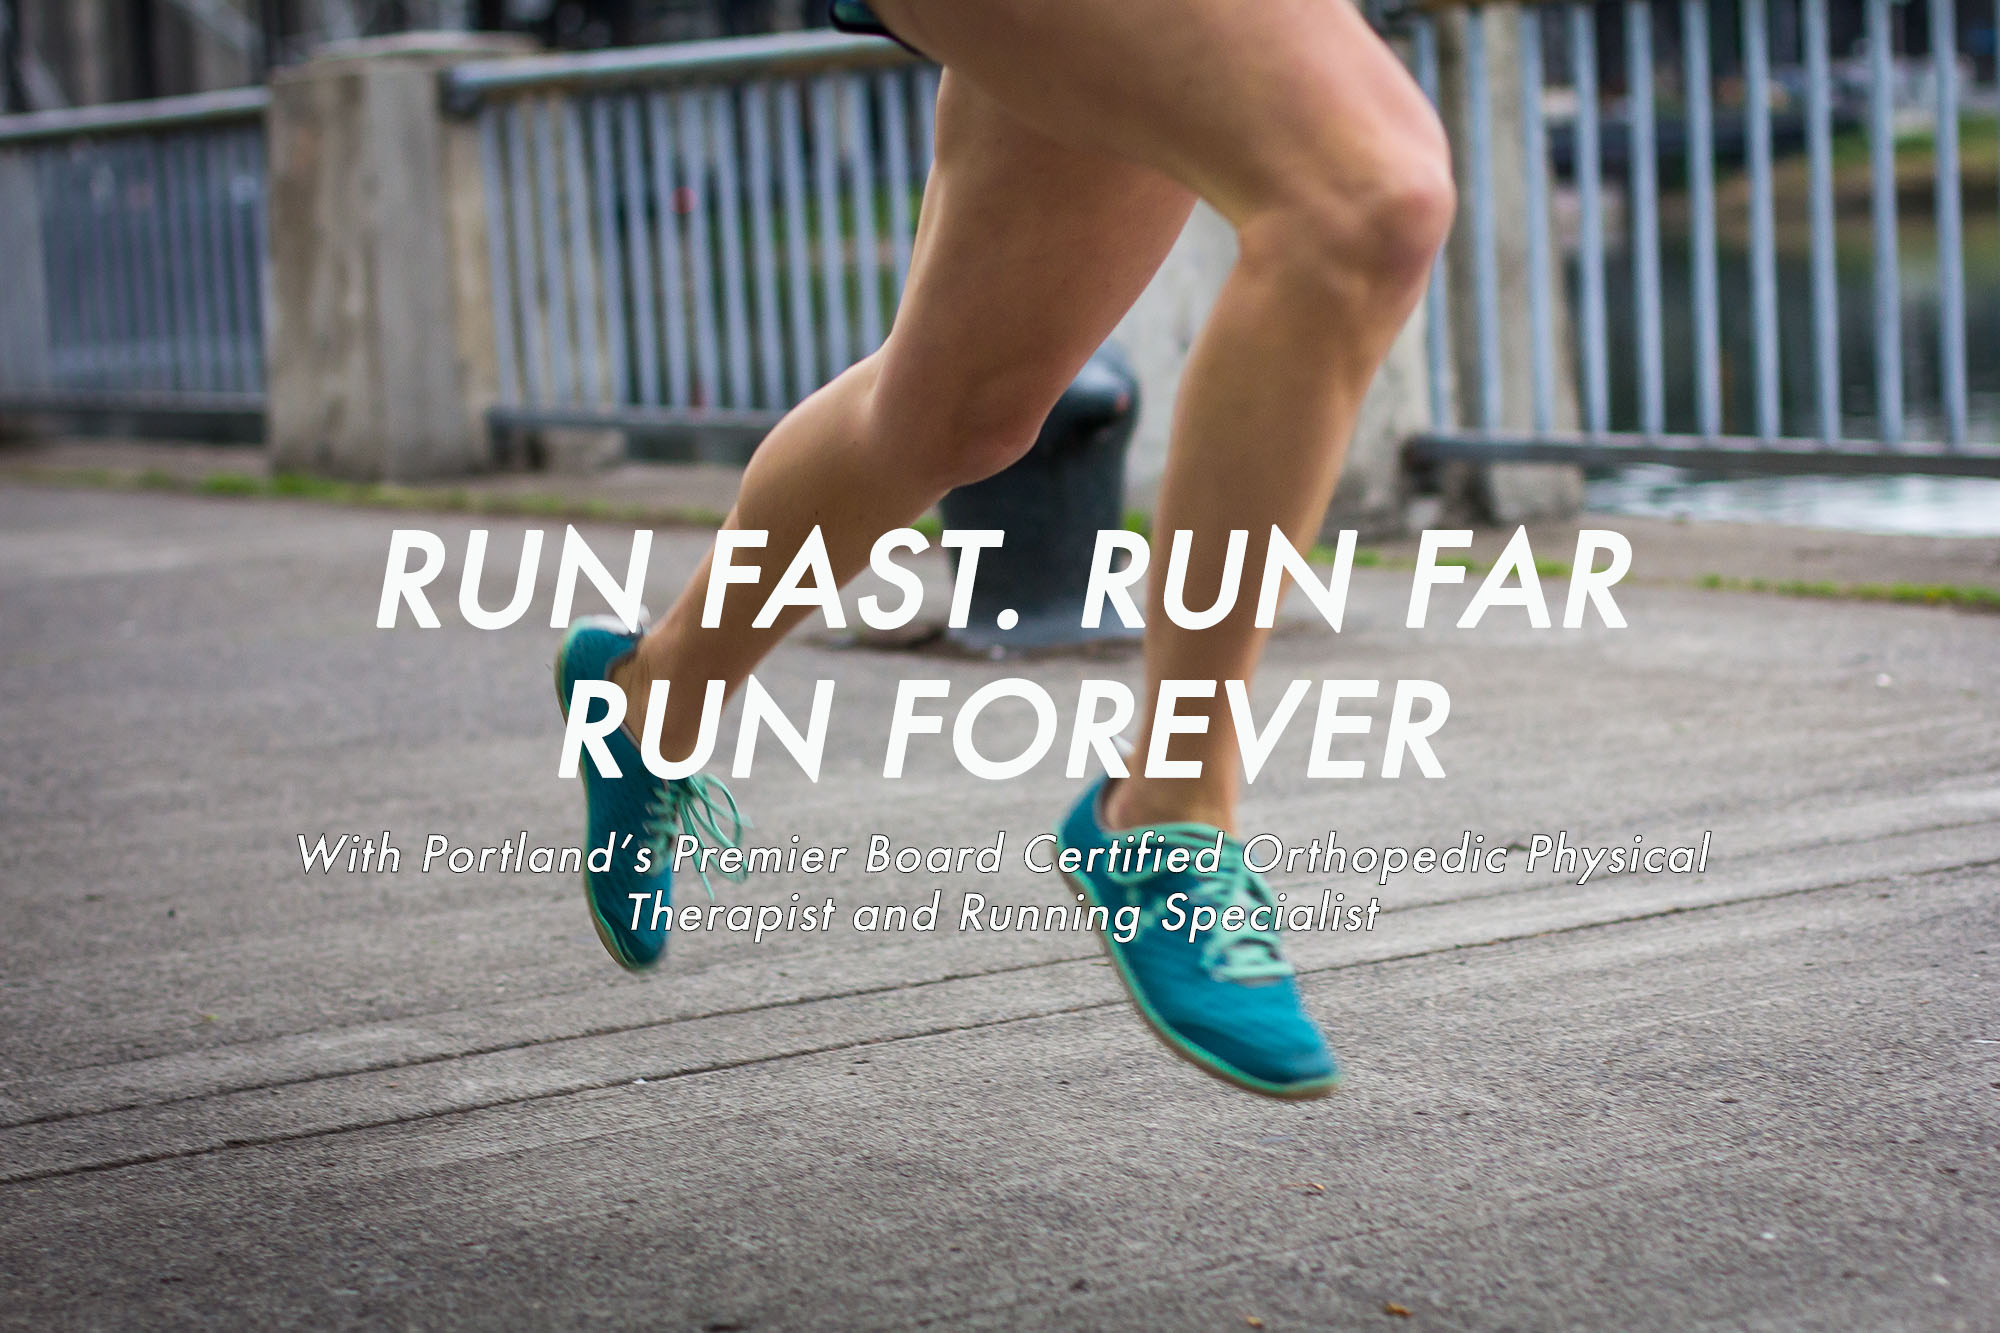 RUN FAST. RUN FAR
RUN FOREVER
With Portland's Premier Board Certified Orthopedic Physical
Therapist and Running Specialist